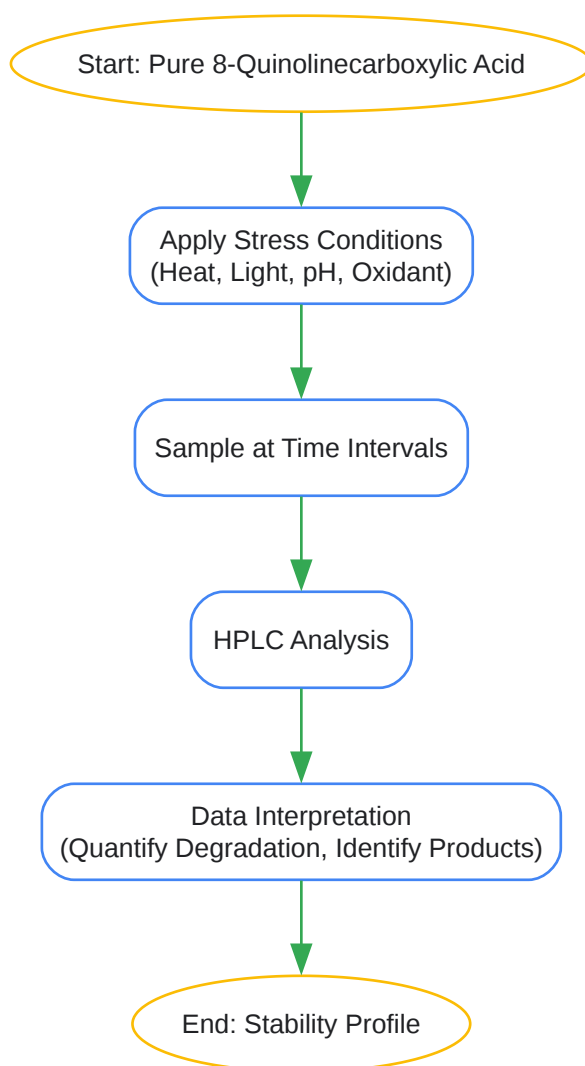 Start: Pure 8-Quinolinecarboxylic Acid
Apply Stress Conditions
(Heat, Light, pH, Oxidant)
Sample at Time Intervals
HPLC Analysis
Data Interpretation
(Quantify Degradation, Identify Products)
End: Stability Profile